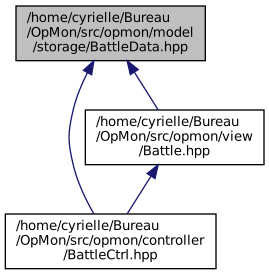 /home/cyrielle/Bureau
/OpMon/src/opmon/model
/storage/BattleData.hpp
/home/cyrielle/Bureau
/OpMon/src/opmon/view
/Battle.hpp
/home/cyrielle/Bureau
/OpMon/src/opmon/controller
/BattleCtrl.hpp